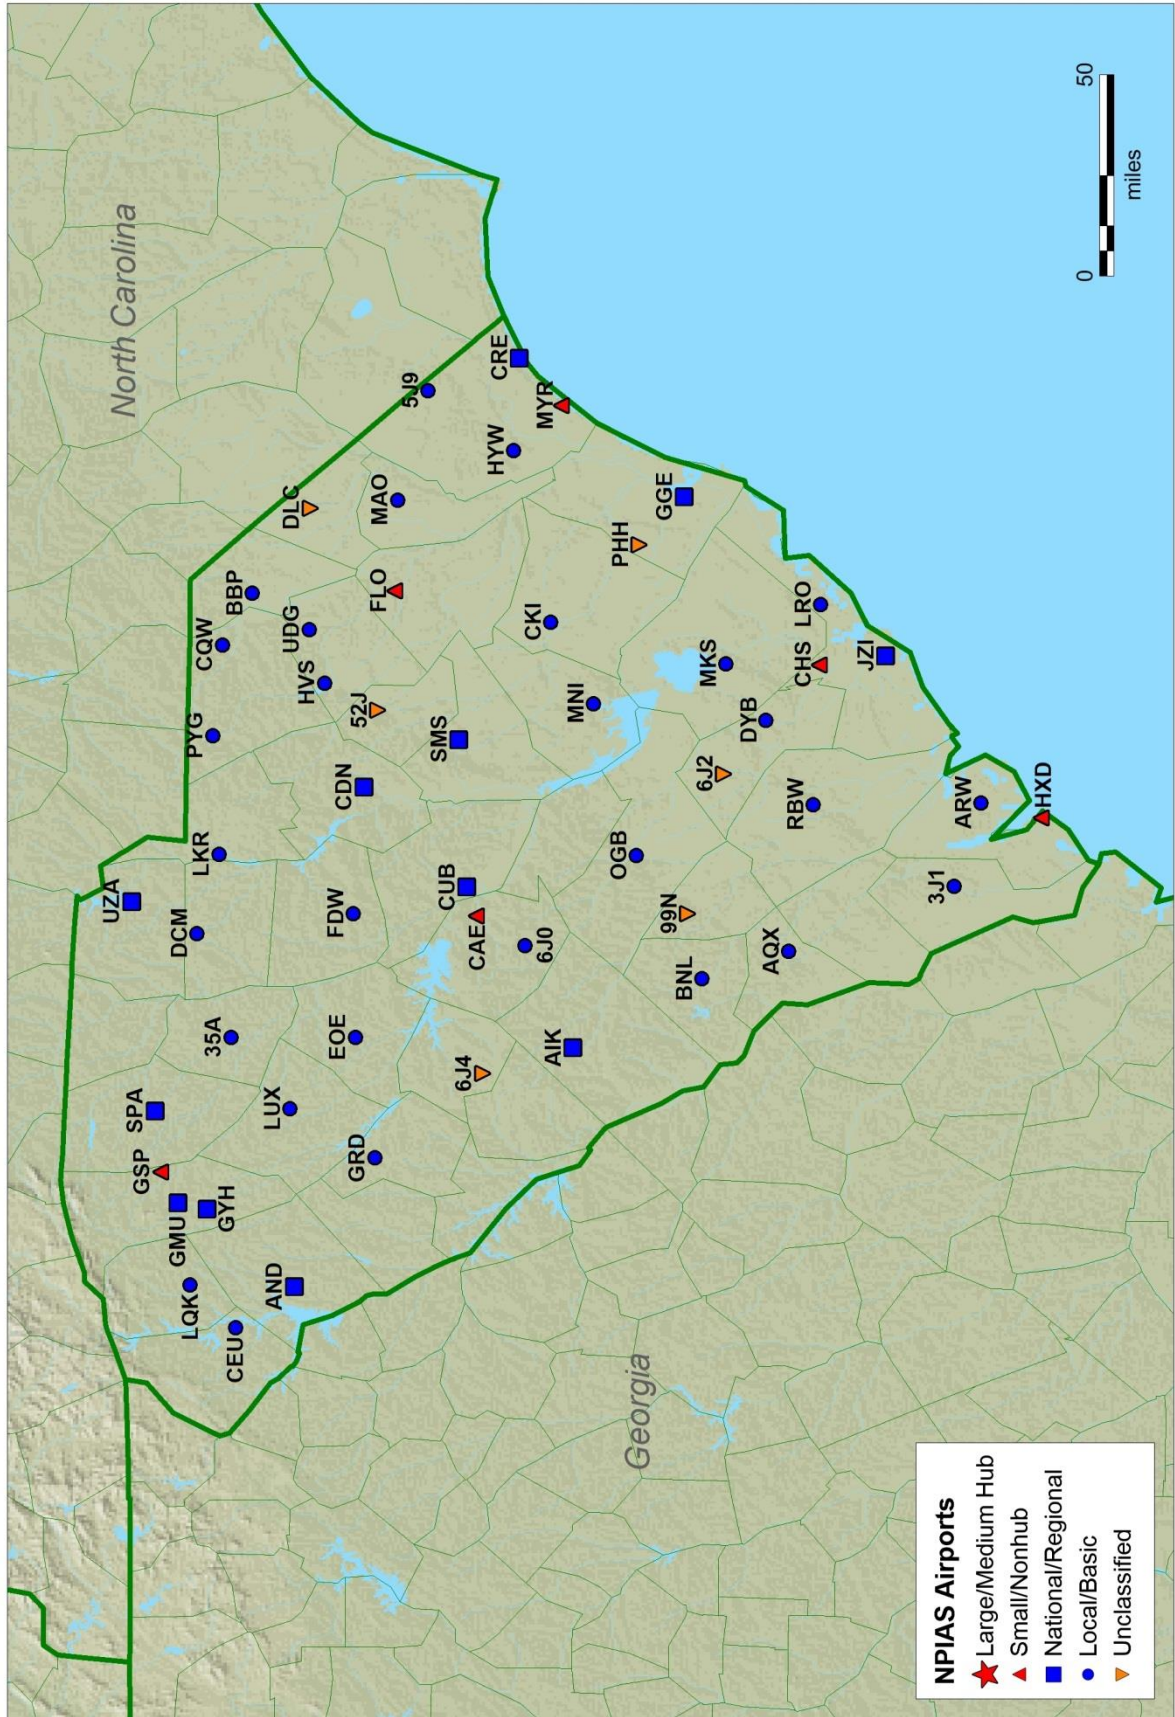 North Carolina
UZA
SPA
GSP
DCM
LKR
PYG
CQW
BBP
GMU
GYH
LQK
35A
CEU
LUX
AND
HVS
UDG
DLC
EOE
FDW
CDN
52J
GRD
FLO
MAO
5J9
6J4
CAE
CUB
SMS
6J0
HYW
CRE
MYR
AIK
CKI
MNI
OGB
PHH
GGE
BNL
99N
6J2
MKS
DYB
AQX
RBW
CHS
LRO
JZI
3J1
ARW
HXD
Georgia
0 50
miles
NPIAS Airports
Large/Medium Hub
Small/Nonhub
National/Regional
Local/Basic
Unclassified